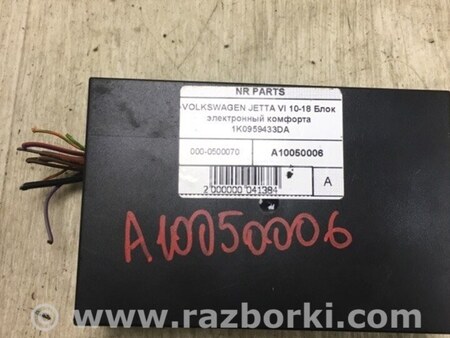 NR PARTS
VOLKSWAGEN JETTA VI 10-18 Блок
электронный комфорта
1K0959433DA
000-0500070 A10050006
2 000000 041384 A
A10050006
© www.razborki.com